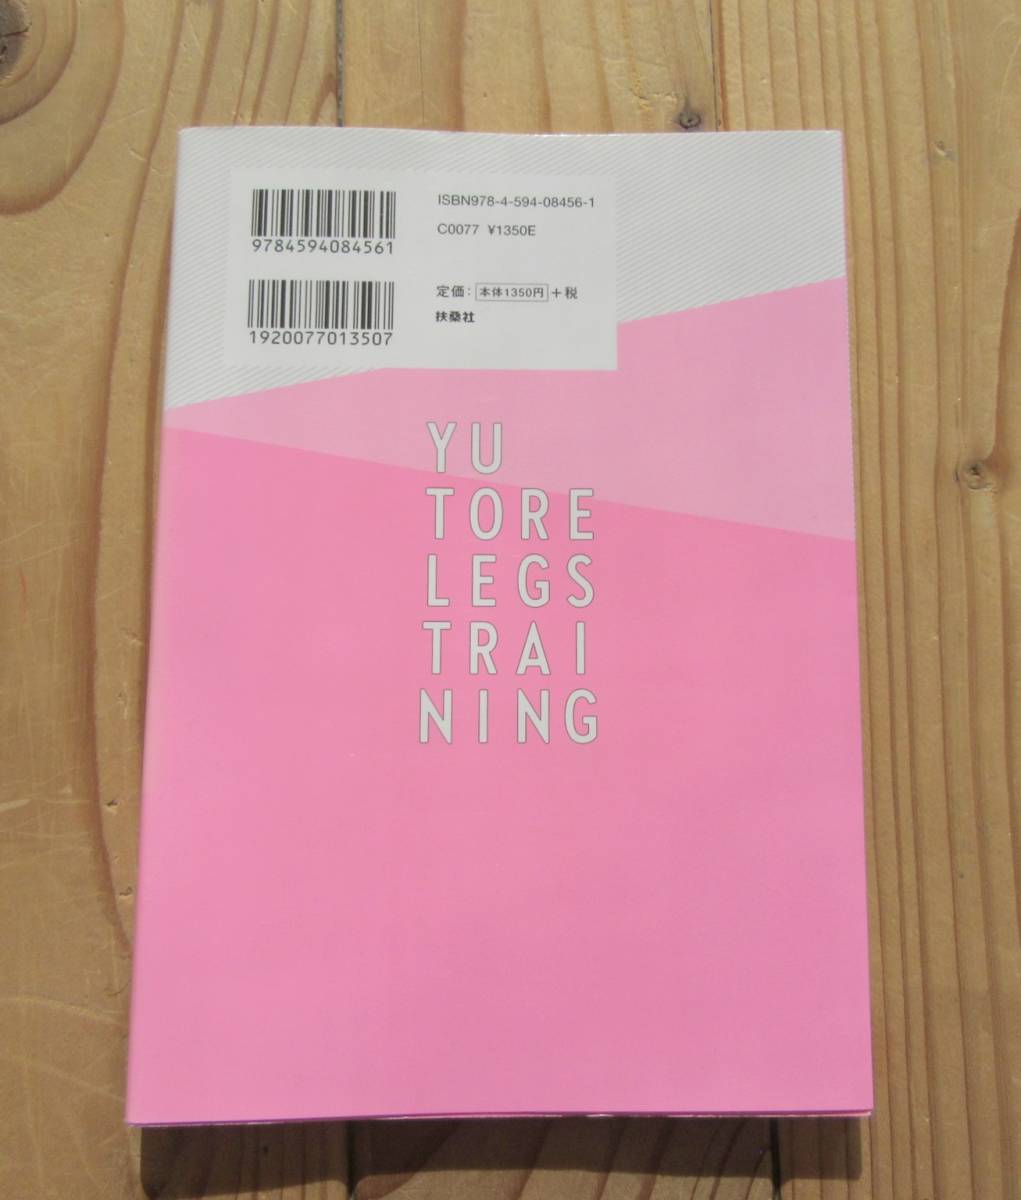 ISBN978-4-594-08456-1
9784594084561
C0077 ¥1350E
定価：本体1350円+税
1920077013507
扶桑社
YU
TORE
LEGS
TRAI
NING